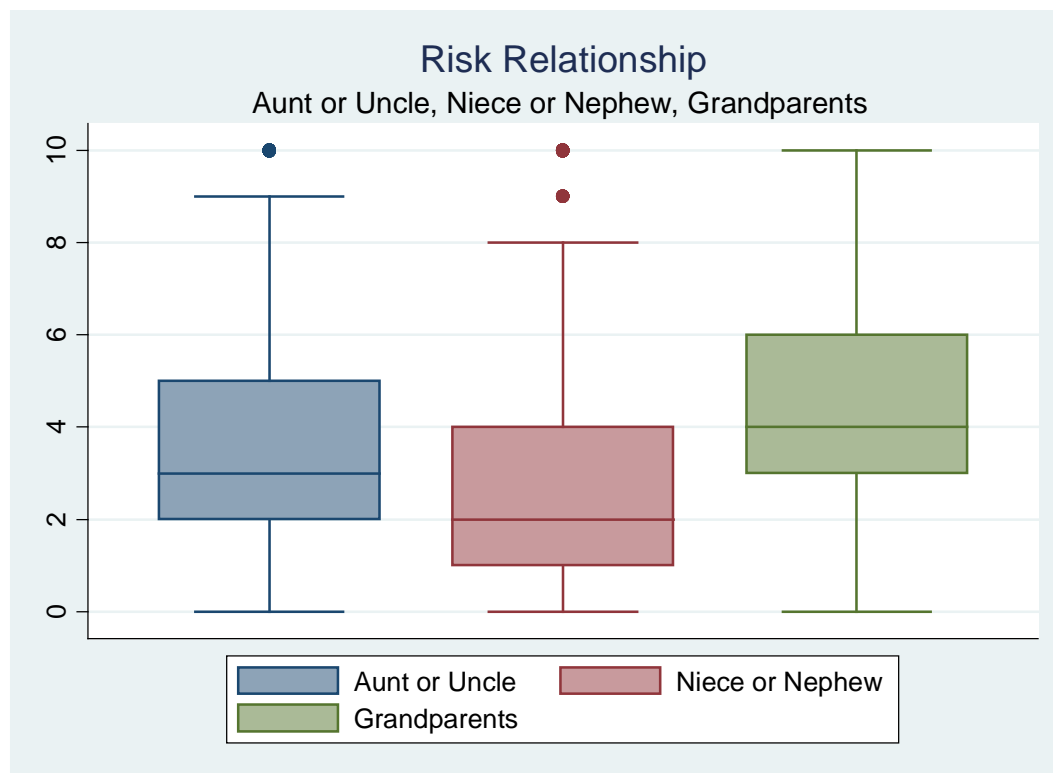 Risk Relationship
Aunt or Uncle, Niece or Nephew, Grandparents
10
8
6
4
2
0
Aunt or Uncle
Niece or Nephew
Grandparents